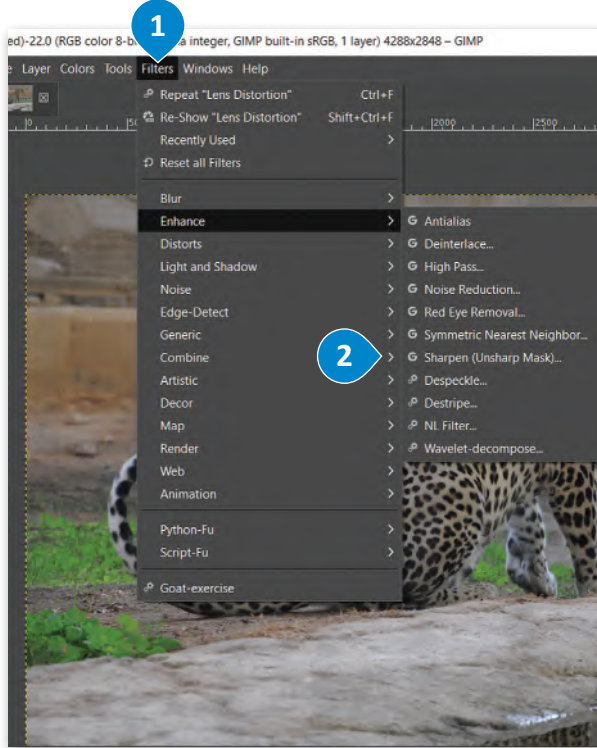 1
ed)-22.0 (RGB color 8-b a integer, GIMP built-in sRGB, 1 layer) 4288x2848 – GIMP
e Layer Colors Tools Filters Windows Help
Repeat "Lens Distortion" Ctrl+F
Re-Show "Lens Distortion" Shift+Ctrl+F
Recently Used >
Reset all Filters
0 50 2000 2500
Blur >
Enhance >
Antialias
Distorts >
Deinterlace...
Light and Shadow >
High Pass...
Noise >
Noise Reduction...
Edge-Detect >
Red Eye Removal...
Generic >
Symmetric Nearest Neighbor...
Combine >
2
Sharpen (Unsharp Mask)...
Artistic >
Despeckle...
Decor >
Destripe...
Map >
NL Filter...
Render >
Wavelet-decompose...
Web >
Animation >
Python-Fu >
Script-Fu >
Goat-exercise